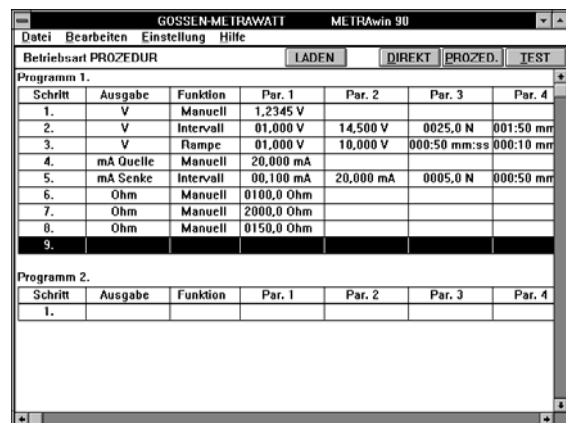 GOSSEN-METRAWATT METRAwin 90
Datei Bearbeiten Einstellung Hilfe
Betriebsart PROZEDUR LADEN DIREKT PROZED. TEST
Programm 1.
Schritt Ausgabe Funktion Par. 1 Par. 2 Par. 3 Par. 4
1. V Manuell 1,2345 V
2. V Intervall 01,000 V 14,500 V 0025,0 N 001:50 mm
3. V Rampe 01,000 V 10,000 V 000:50 mm:ss 000:10 mm
4. mA Quelle Manuell 20,000 mA
5. mA Senke Intervall 00,100 mA 20,000 mA 0005,0 N 000:50 mm
6. Ohm Manuell 0100,0 Ohm
7. Ohm Manuell 2000,0 Ohm
8. Ohm Manuell 0150,0 Ohm
9.
Programm 2.
Schritt Ausgabe Funktion Par. 1 Par. 2 Par. 3 Par. 4
1.